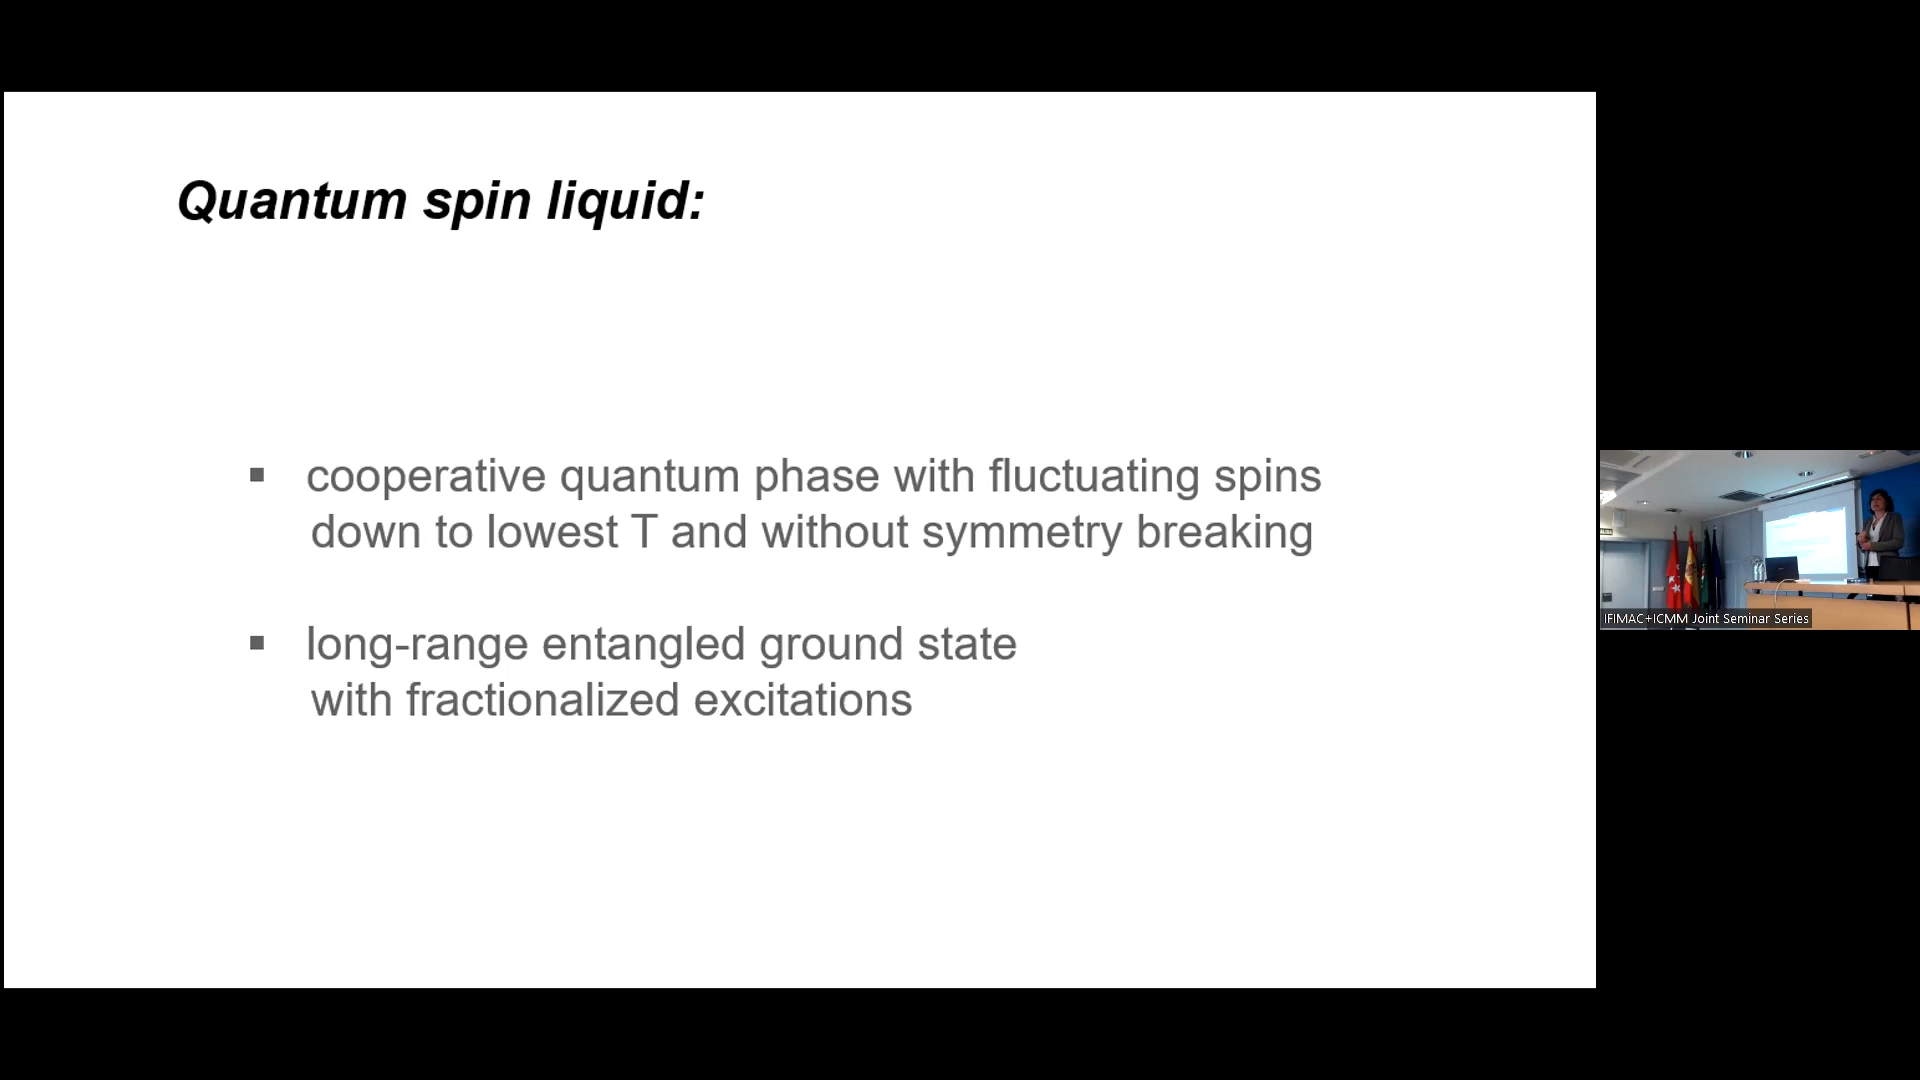 Quantum spin liquid:
▪ cooperative quantum phase with fluctuating spins
down to lowest T and without symmetry breaking
▪ long-range entangled ground state
with fractionalized excitations
IFIMAC+ICMM Joint Seminar Series